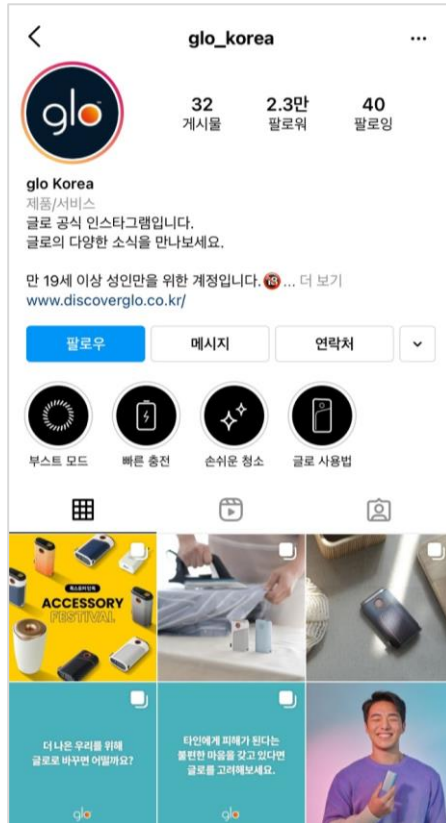 glo_korea
glo
32
게시물
2.3만
팔로워
40
팔로잉
glo Korea
제품/서비스
글로 공식 인스타그램입니다.
글로의 다양한 소식을 만나보세요.
만 19세 이상 성인만을 위한 계정입니다.🔞... 더 보기
www.discoverglo.co.kr/
팔로우
메시지
연락처
부스트 모드
빠른 충전
손쉬운 청소
글로 사용법
ACCESSORY
FESTIVAL
더 나은 우리를 위해
글로로 바꾸면 어떨까요?
glo
타인에게 피해가 된다는
불편한 마음을 갖고 있다면
글로를 고려해보세요.
glo